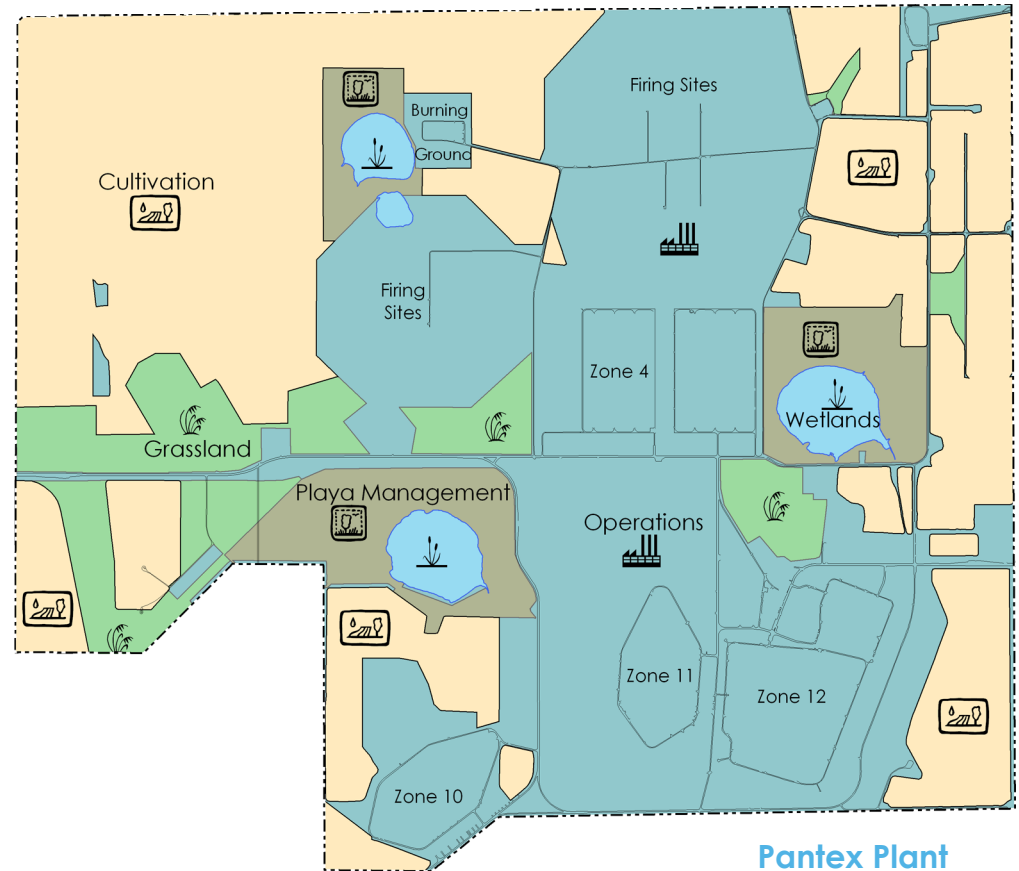 Firing Sites
Burning
Ground
Cultivation
Firing
Sites
Zone 4
Wetlands
Grassland
Playa Management
Operations
Zone 11
Zone 12
Zone 10
Pantex Plant